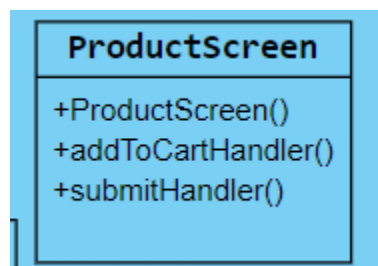 ProductScreen
+ProductScreen()
+addToCartHandler()
+submitHandler()